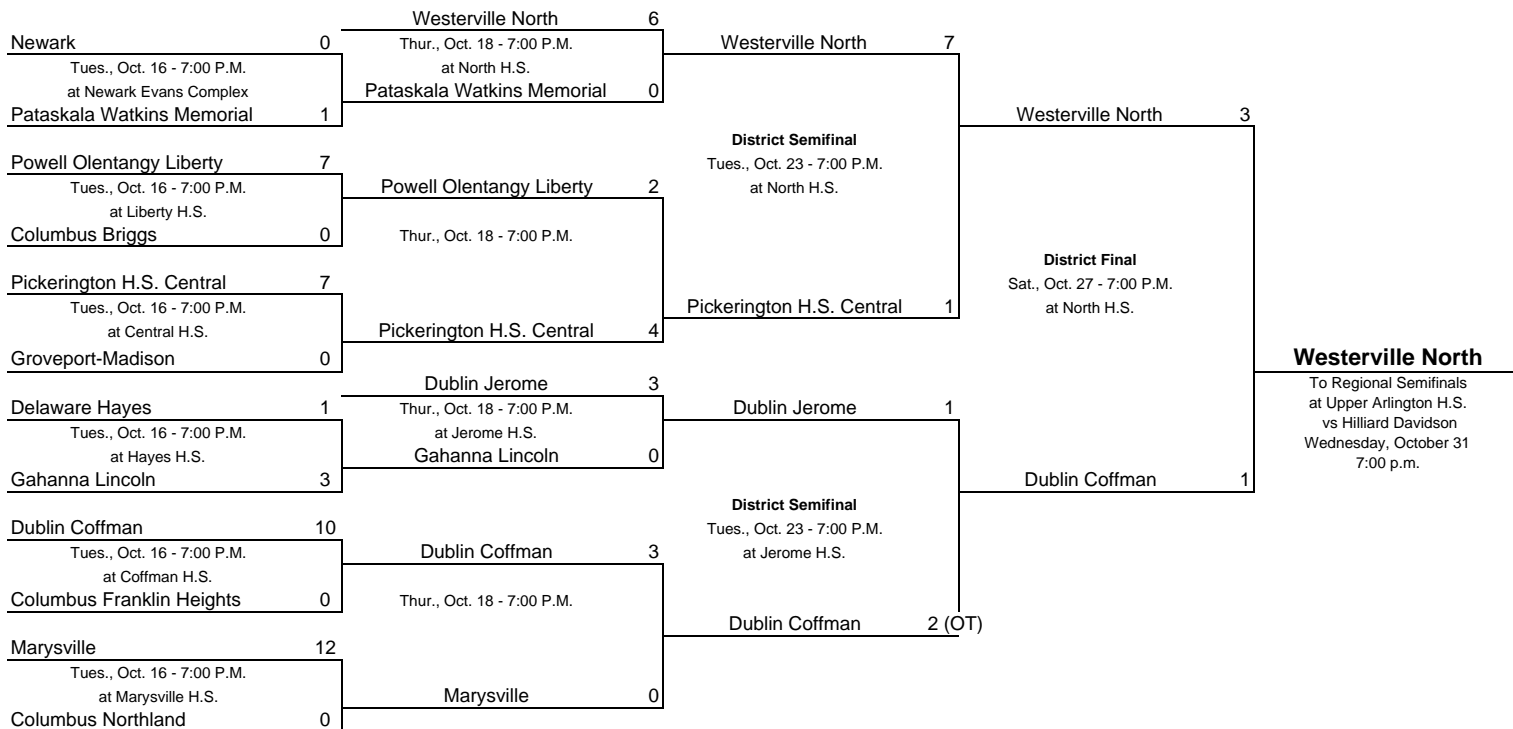 Westerville North 6
Newark 0
Thur., Oct. 18 - 7:00 P.M.
Westerville North 7
Tues., Oct. 16 - 7:00 P.M.
at North H.S.
at Newark Evans Complex
Pataskala Watkins Memorial 0
Pataskala Watkins Memorial 1
Westerville North 3
District Semifinal
Powell Olentangy Liberty 7
Tues., Oct. 23 - 7:00 P.M.
Tues., Oct. 16 - 7:00 P.M.
Powell Olentangy Liberty 2
at North H.S.
at Liberty H.S.
Columbus Briggs 0
Thur., Oct. 18 - 7:00 P.M.
District Final
Pickerington H.S. Central 7
Sat., Oct. 27 - 7:00 P.M.
Tues., Oct. 16 - 7:00 P.M.
Pickerington H.S. Central 1
at North H.S.
at Central H.S.
Pickerington H.S. Central 4
Groveport-Madison 0
Westerville North
Dublin Jerome 3
To Regional Semifinals
Delaware Hayes 1
Thur., Oct. 18 - 7:00 P.M.
Dublin Jerome 1
at Upper Arlington H.S.
Tues., Oct. 16 - 7:00 P.M.
at Jerome H.S.
vs Hilliard Davidson
at Hayes H.S.
Gahanna Lincoln 0
Wednesday, October 31
7:00 p.m.
Gahanna Lincoln 3
Dublin Coffman 1
District Semifinal
Dublin Coffman 10
Tues., Oct. 23 - 7:00 P.M.
Tues., Oct. 16 - 7:00 P.M.
Dublin Coffman 3
at Jerome H.S.
at Coffman H.S.
Columbus Franklin Heights 0
Thur., Oct. 18 - 7:00 P.M.
Dublin Coffman 2 (OT)
Marysville 12
Tues., Oct. 16 - 7:00 P.M.
at Marysville H.S.
Marysville 0
Columbus Northland 0